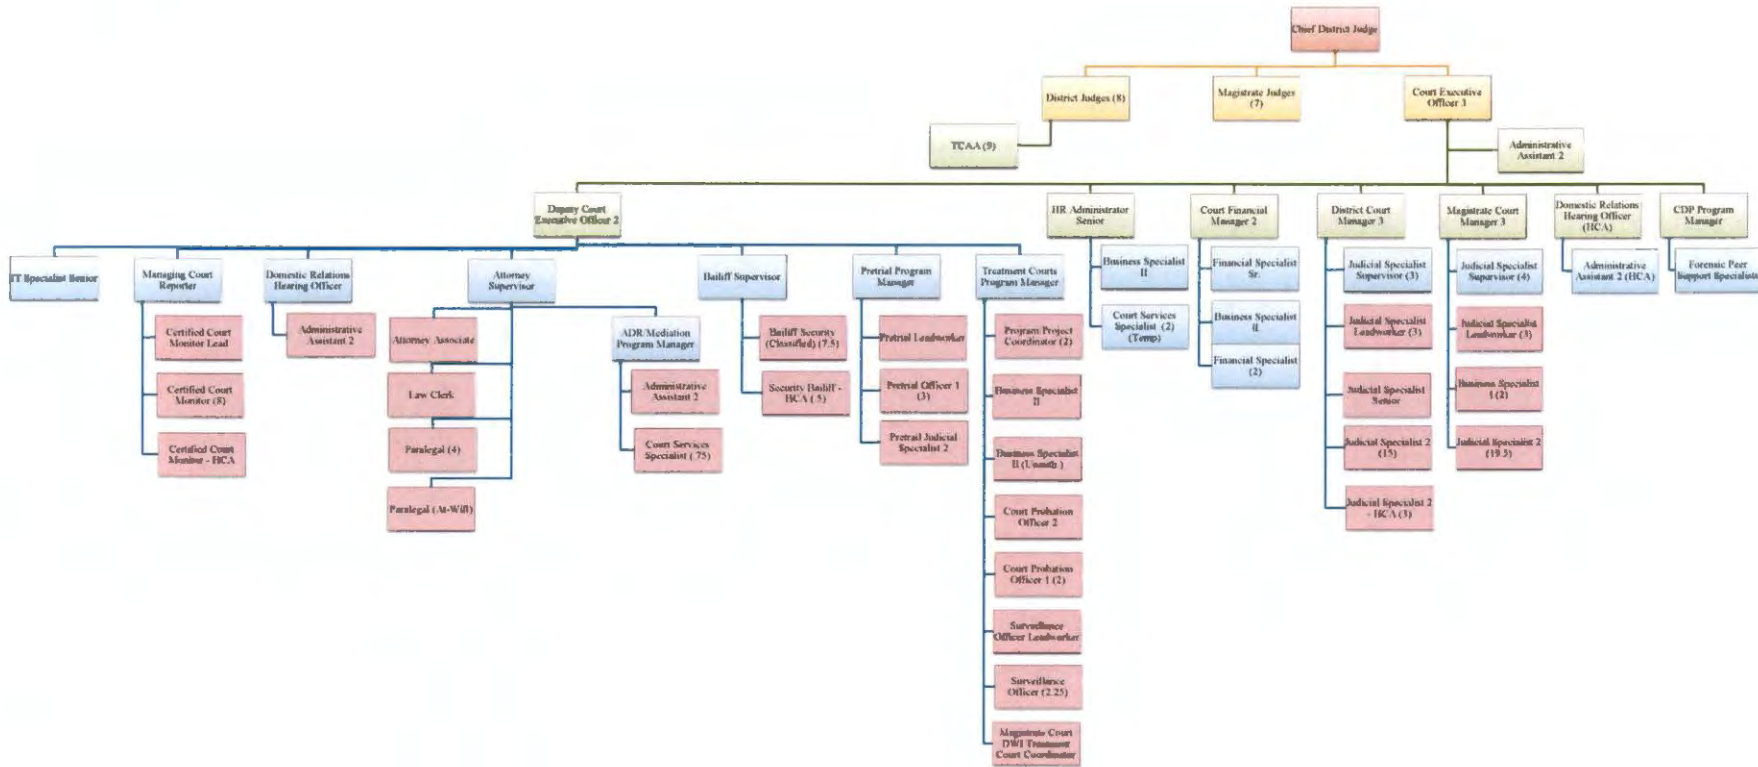 Chief District Judge
District Judges (8)
Magistrate Judges
(7)
Court Executive
Officer 3
TCAA (9)
Administrative
Assistant 2
Deputy Court
Executive Officer 2
HR Administrator
Senior
Court Financial
Manager 2
District Court
Manager 3
Magistrate Court
Manager 3
Domestic Relations
Hearing Officer
(HCA)
CDP Program
Manager
IT Specialist Senior
Managing Court
Reporter
Domestic Relations
Hearing Officer
Attorney
Supervisor
Bailiff Supervisor
Pretrial Program
Manager
Treatment Courts
Program Manager
Business Specialist
II
Financial Specialist
Sr.
Judicial Specialist
Supervisor (3)
Judicial Specialist
Supervisor (4)
Administrative
Assistant 2 (HCA)
Forensic Peer
Support Specialists
Certified Court
Monitor Lead
Administrative
Assistant 2
Attorney Associate
ADR/Mediation
Program Manager
Bailiff Security
(Classified) (7.5)
Pretrial Leadworker
Program Project
Coordinator (2)
Court Services
Specialist (2)
(Temp)
Business Specialist
II
Judicial Specialist
Leadworker (3)
Judicial Specialist
Leadworker (3)
Certified Court
Monitor (8)
Law Clerk
Administrative
Assistant 2
Security Bailiff -
HCA (.5)
Pretrial Officer 1
(3)
Business Specialist
II
Financial Specialist
(2)
Judicial Specialist
Senior
Business Specialist
1 (2)
Certified Court
Monitor - HCA
Paralegal (4)
Court Services
Specialist (.75)
Pretrail Judicial
Specialist 2
Business Specialist
II (Unauth.)
Judicial Specialist 2
(15)
Judicial Specialist 2
(19.5)
Paralegal (At-Will)
Court Probation
Officer 2
Judicial Specialist 2
- HCA (3)
Court Probation
Officer 1 (2)
Surveillance
Officer Leadworker
Surveillance
Officer (2.25)
Magistrate Court
DWI Treatment
Court Coordinator